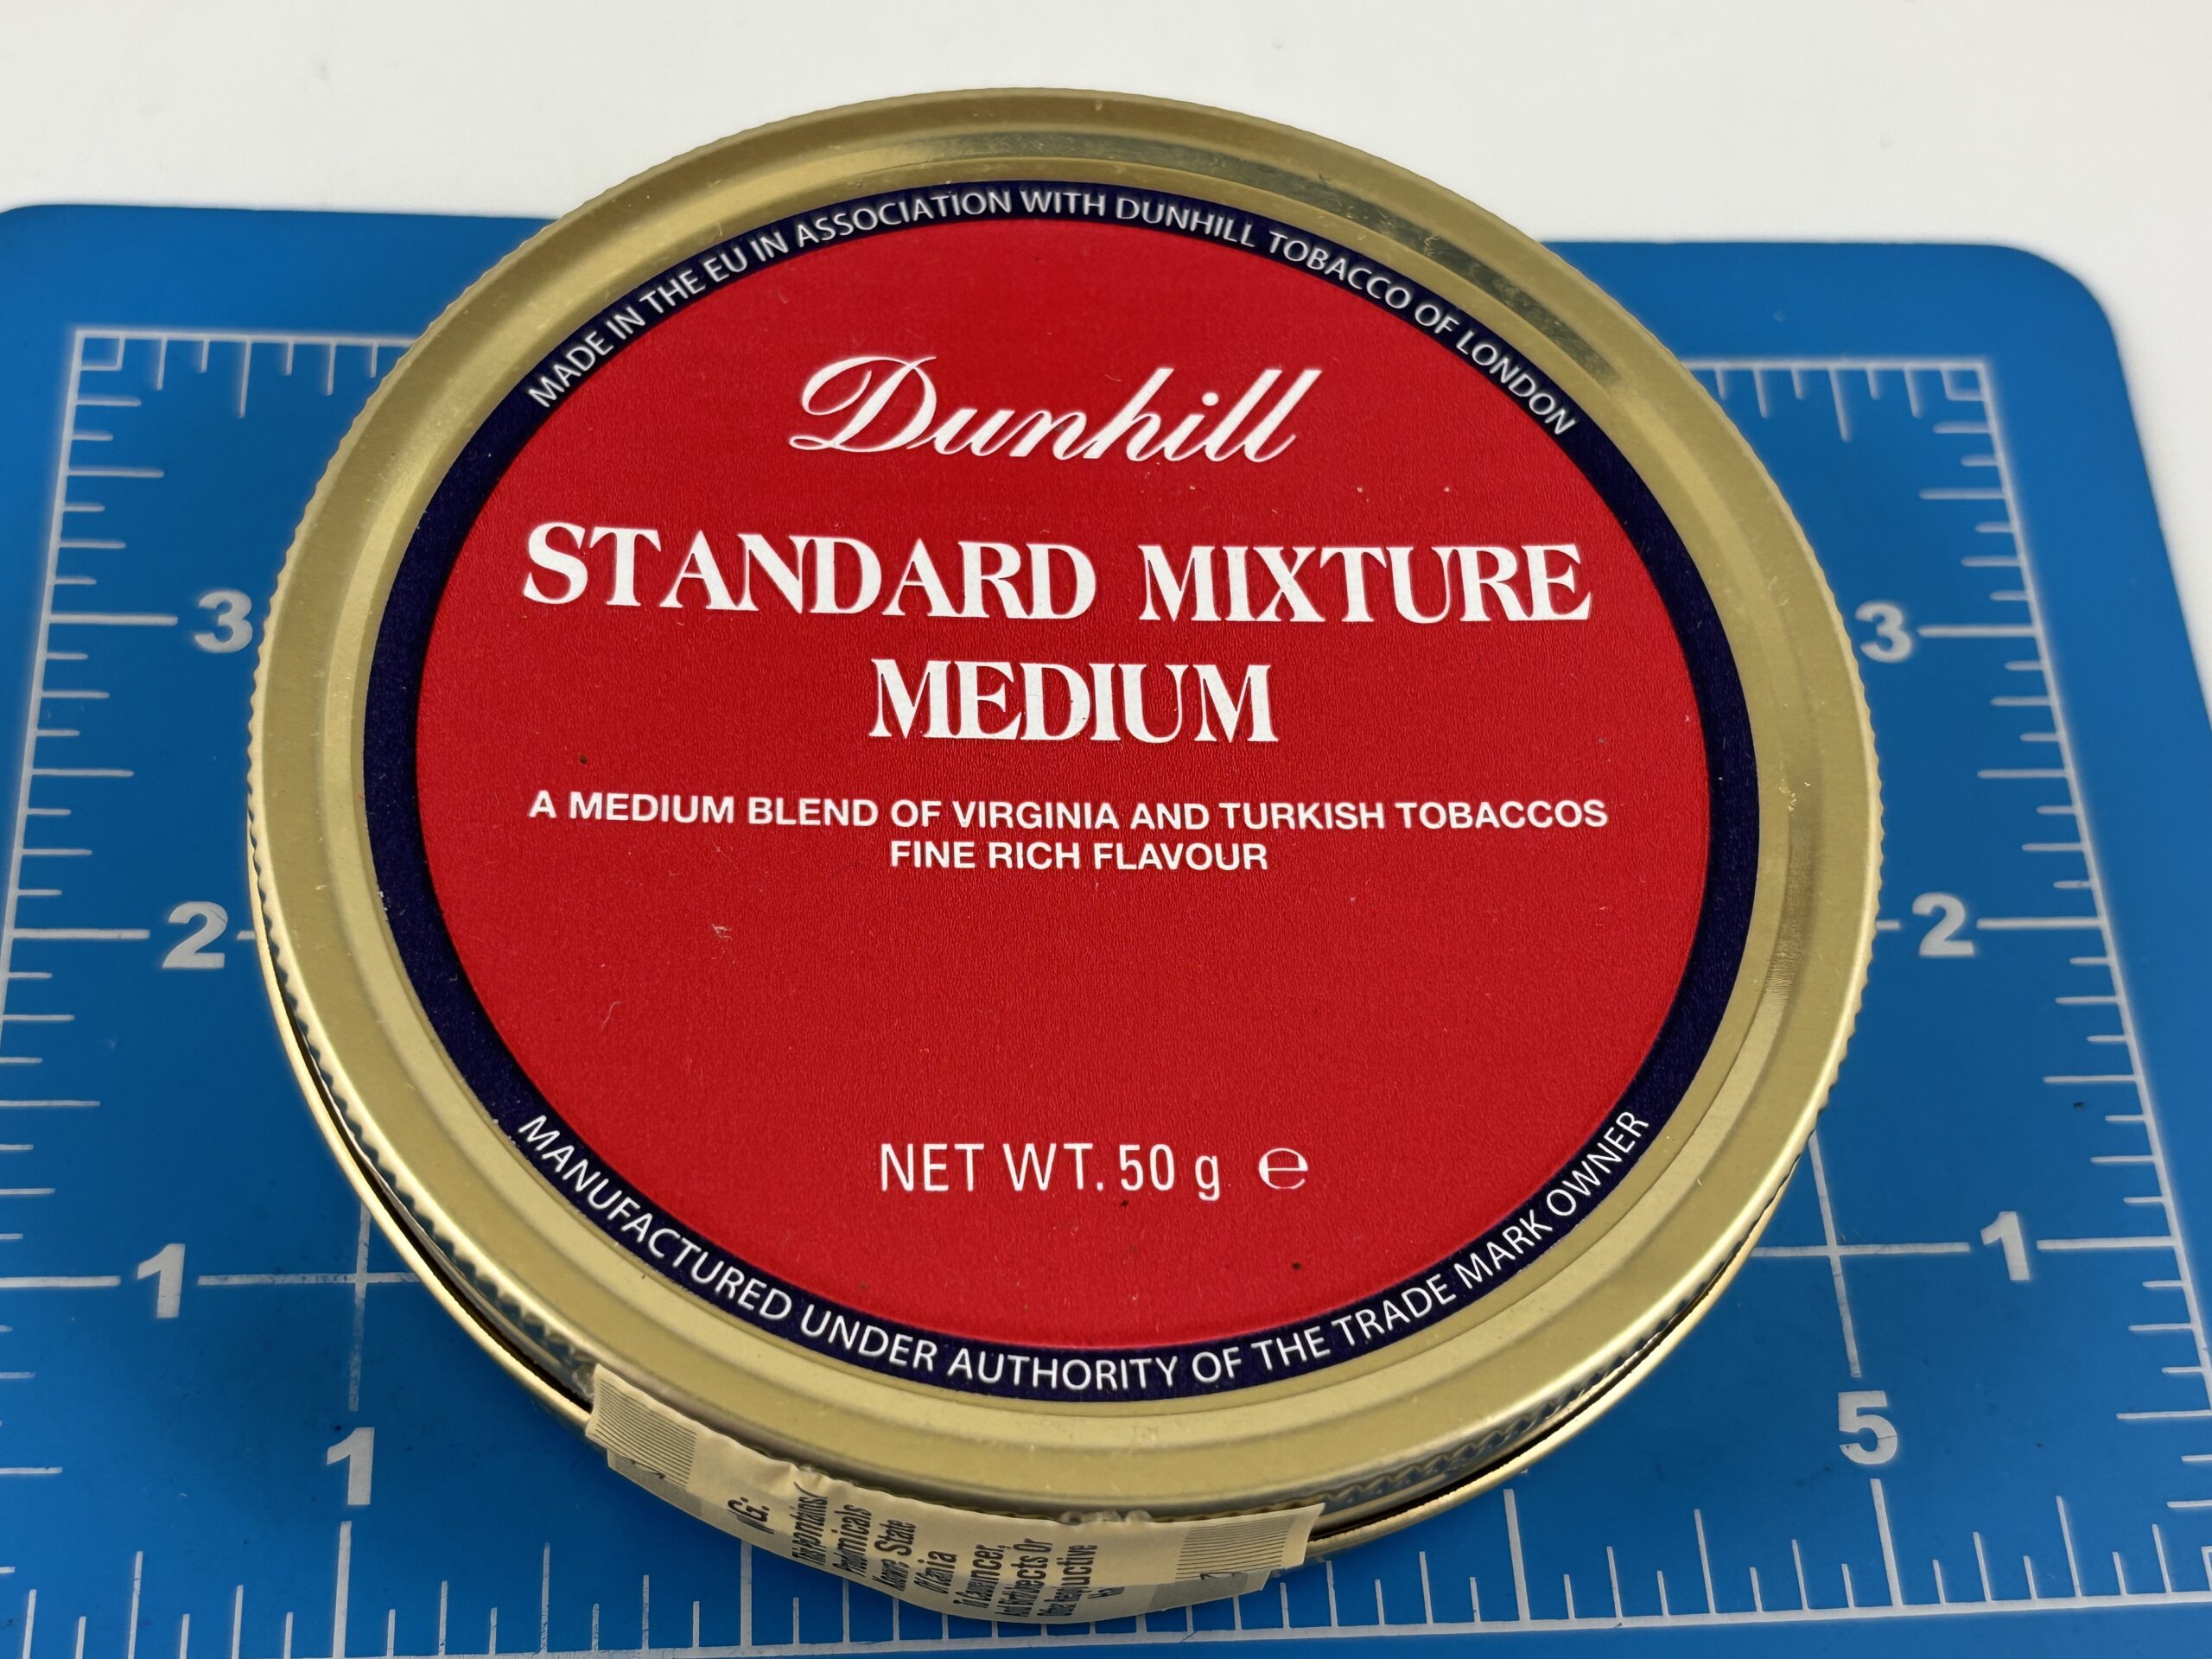 MADE IN THE EU IN ASSOCIATION WITH DUNHILL TOBACCO OF LONDON
Dunhill
STANDARD MIXTURE
MEDIUM
A MEDIUM BLEND OF VIRGINIA AND TURKISH TOBACCOS
FINE RICH FLAVOUR
NET WT. 50 g ℮
MANUFACTURED UNDER AUTHORITY OF THE TRADE MARK OWNER
3
3
2
2
1
1
1
5
State